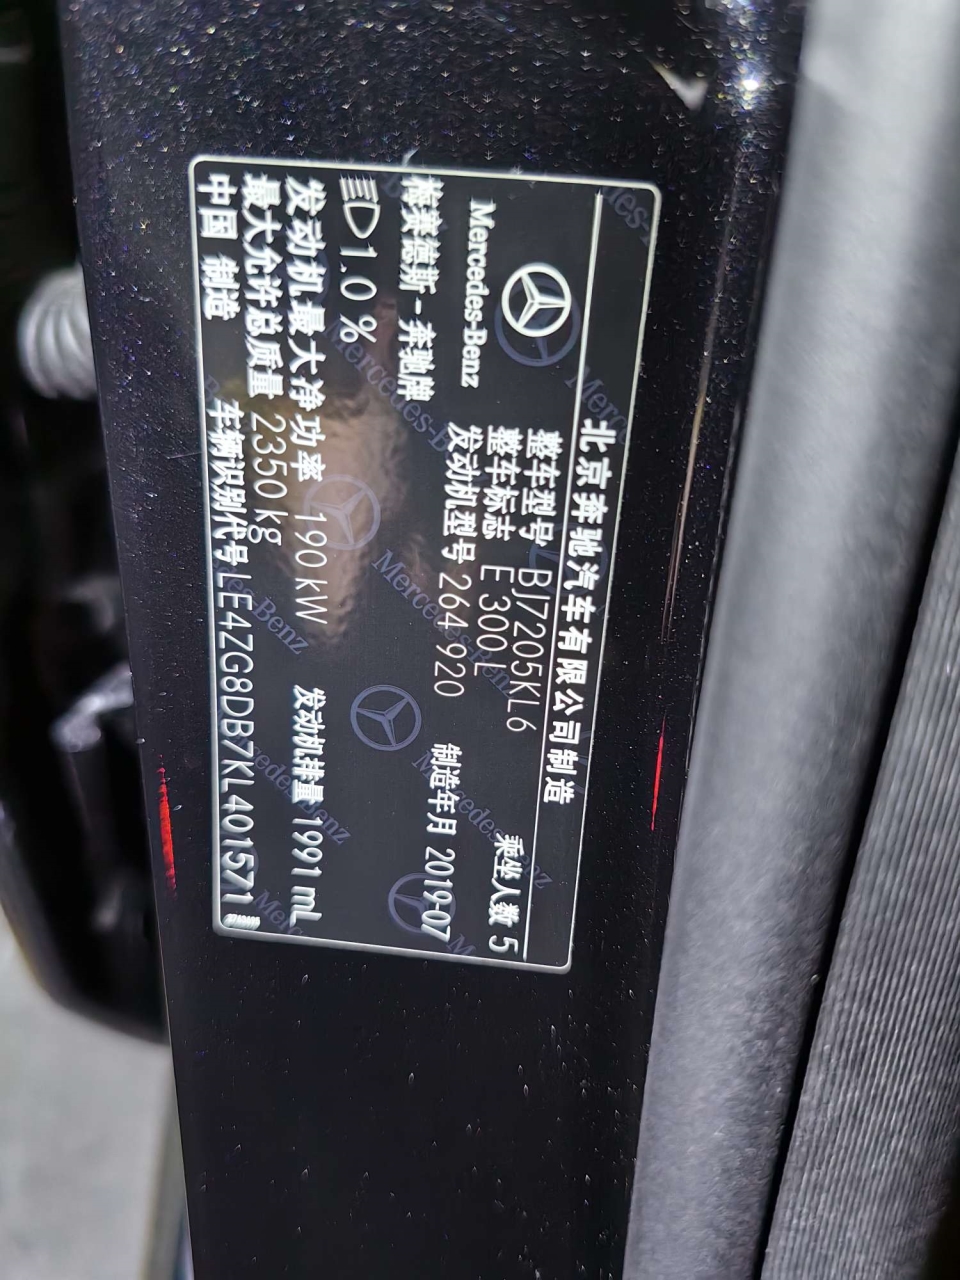 北京奔驰汽车有限公司制造
Mercedes-Benz
整车型号 BJ7205KL6
乘坐人数 5
整车标志 E 300 L
梅赛德斯-奔驰牌
发动机型号 264 920
制造年月 2019-07
1.0 %
发动机最大净功率 190 kW
发动机排量 1991 mL
最大允许总质量 2350 kg
中国 制造
车辆识别代号 LE4ZG8DB7KL401571